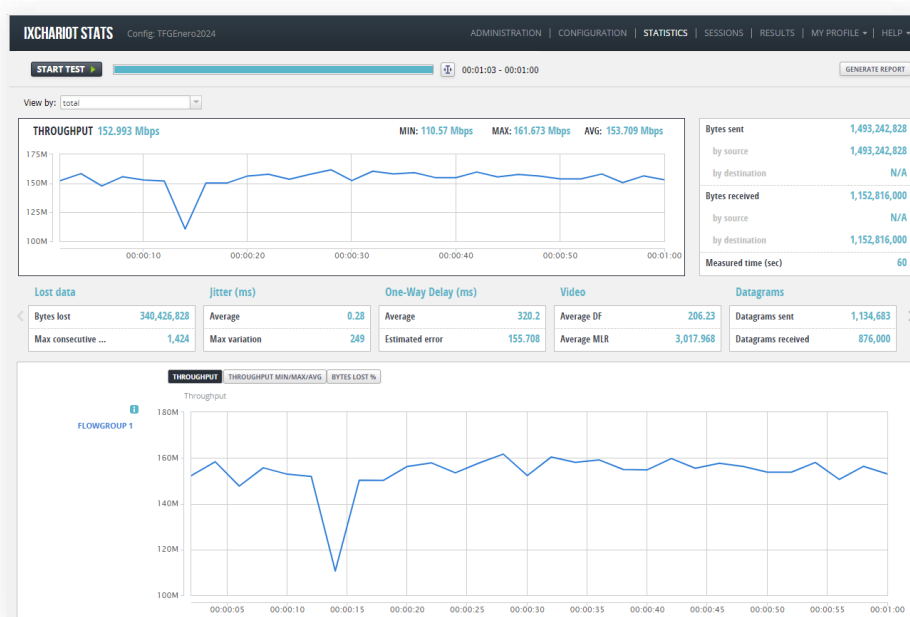 IXCHARIOT STATS Config: TFGEnero2024 ADMINISTRATION | CONFIGURATION | STATISTICS | SESSIONS | RESULTS | MY PROFILE | HELP
START TEST 00:01:03 - 00:01:00 GENERATE REPORT
View by: total
THROUGHPUT 152.993 Mbps MIN: 110.57 Mbps MAX: 161.673 Mbps AVG: 153.709 Mbps
175M
150M
125M
100M
00:00:10 00:00:20 00:00:30 00:00:40 00:00:50 00:01:00
Bytes sent 1,493,242,828
by source 1,493,242,828
by destination N/A
Bytes received 1,152,816,000
by source N/A
by destination 1,152,816,000
Measured time (sec) 60
Lost data
Bytes lost 340,426,828
Max consecutive ... 1,424
Jitter (ms)
Average 0.28
Max variation 249
One-Way Delay (ms)
Average 320.2
Estimated error 155.708
Video
Average DF 206.23
Average MLR 3,017.968
Datagrams
Datagrams sent 1,134,683
Datagrams received 876,000
THROUGHPUT THROUGHPUT MIN/MAX/AVG BYTES LOST %
Throughput
i
FLOWGROUP 1
180M
160M
140M
120M
100M
00:00:05 00:00:10 00:00:15 00:00:20 00:00:25 00:00:30 00:00:35 00:00:40 00:00:45 00:00:50 00:00:55 00:01:00